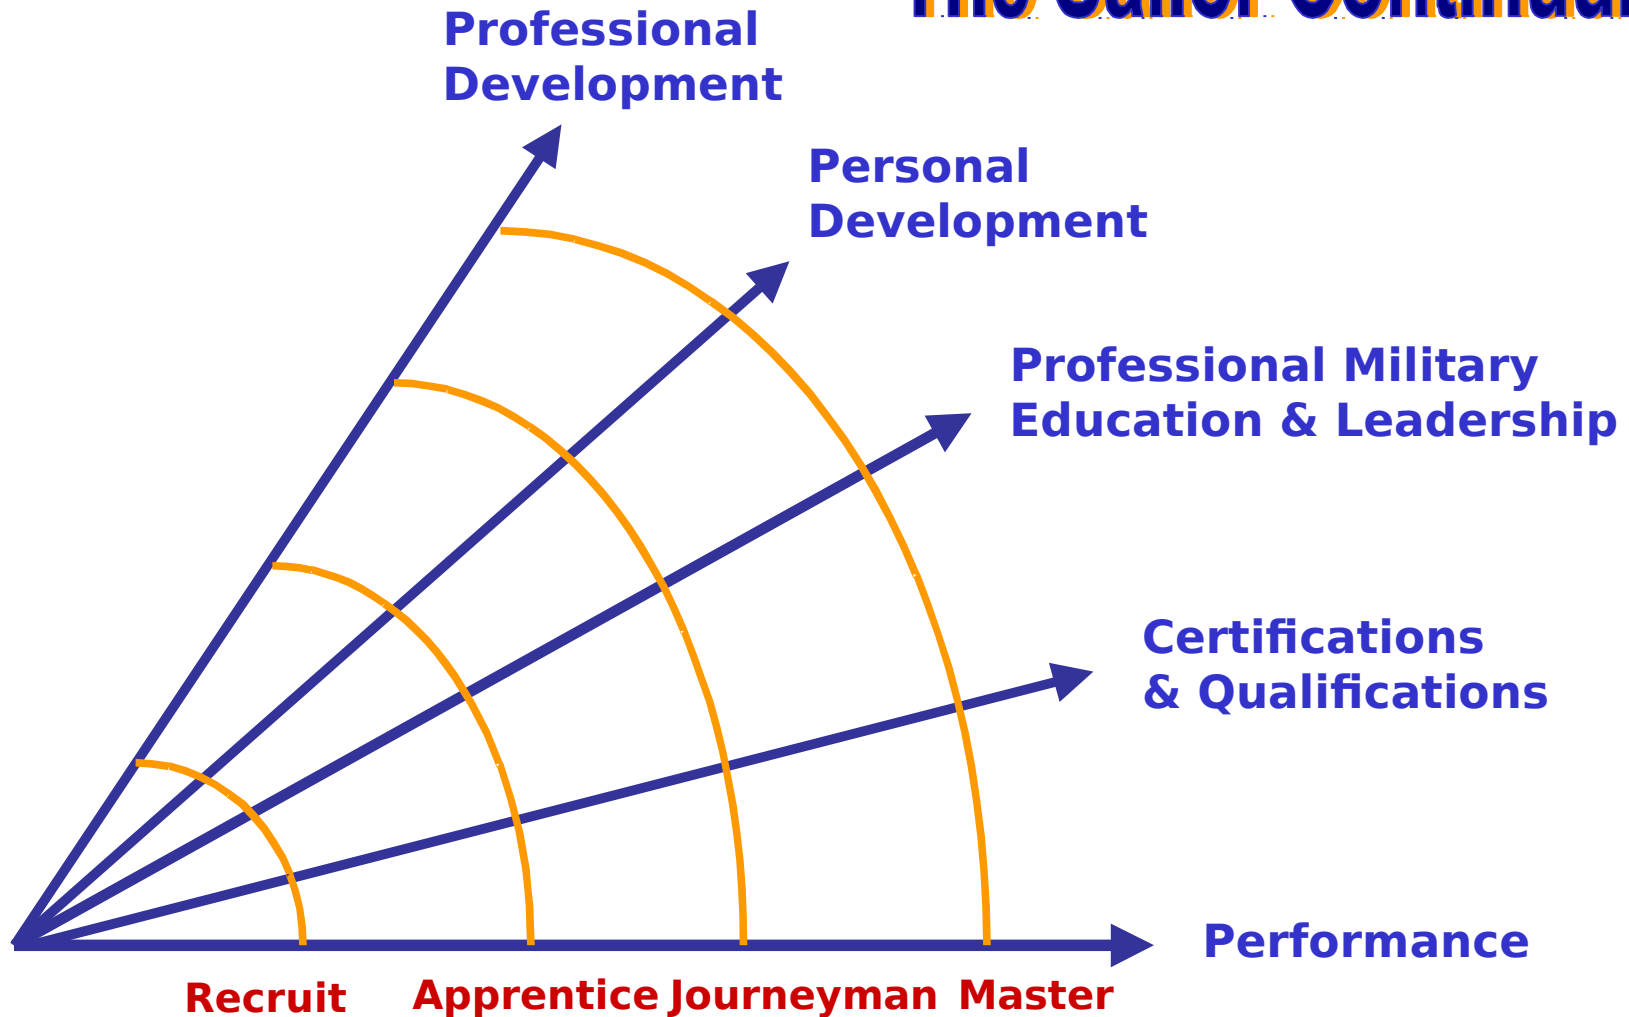 Professional
Development
Personal
Development
Professional Military
Education & Leadership
Certifications
& Qualifications
Performance
Recruit Apprentice Journeyman Master